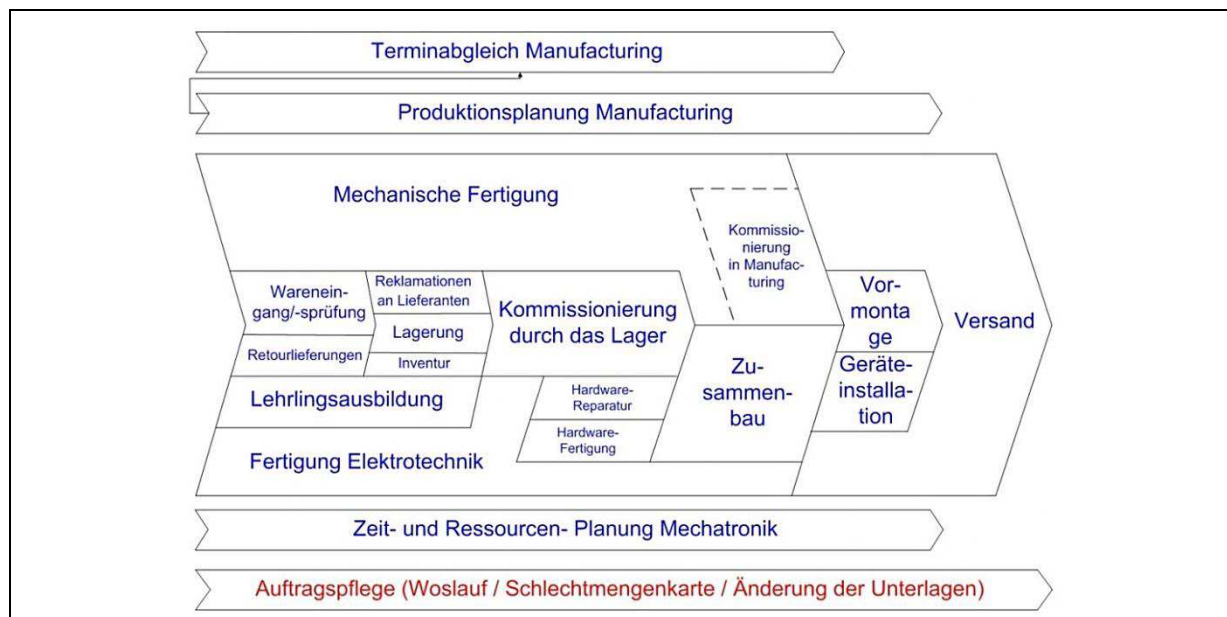 Terminabgleich Manufacturing
Produktionsplanung Manufacturing
Mechanische Fertigung
Kommissio-
nierung
in Manufac-
turing
Warenein-
gang/-sprüfung
Reklamationen
an Lieferanten
Lagerung
Retourlieferungen
Inventur
Kommissionierung
durch das Lager
Vor-
monta
ge
Versand
Lehrlingsausbildung
Hardware-
Reparatur
Hardware-
Fertigung
Zu-
sammen-
bau
Geräte-
installa-
tion
Fertigung Elektrotechnik
Zeit- und Ressourcen- Planung Mechatronik
Auftragspflege (Woslauf / Schlechtmengenkarte / Änderung der Unterlagen)